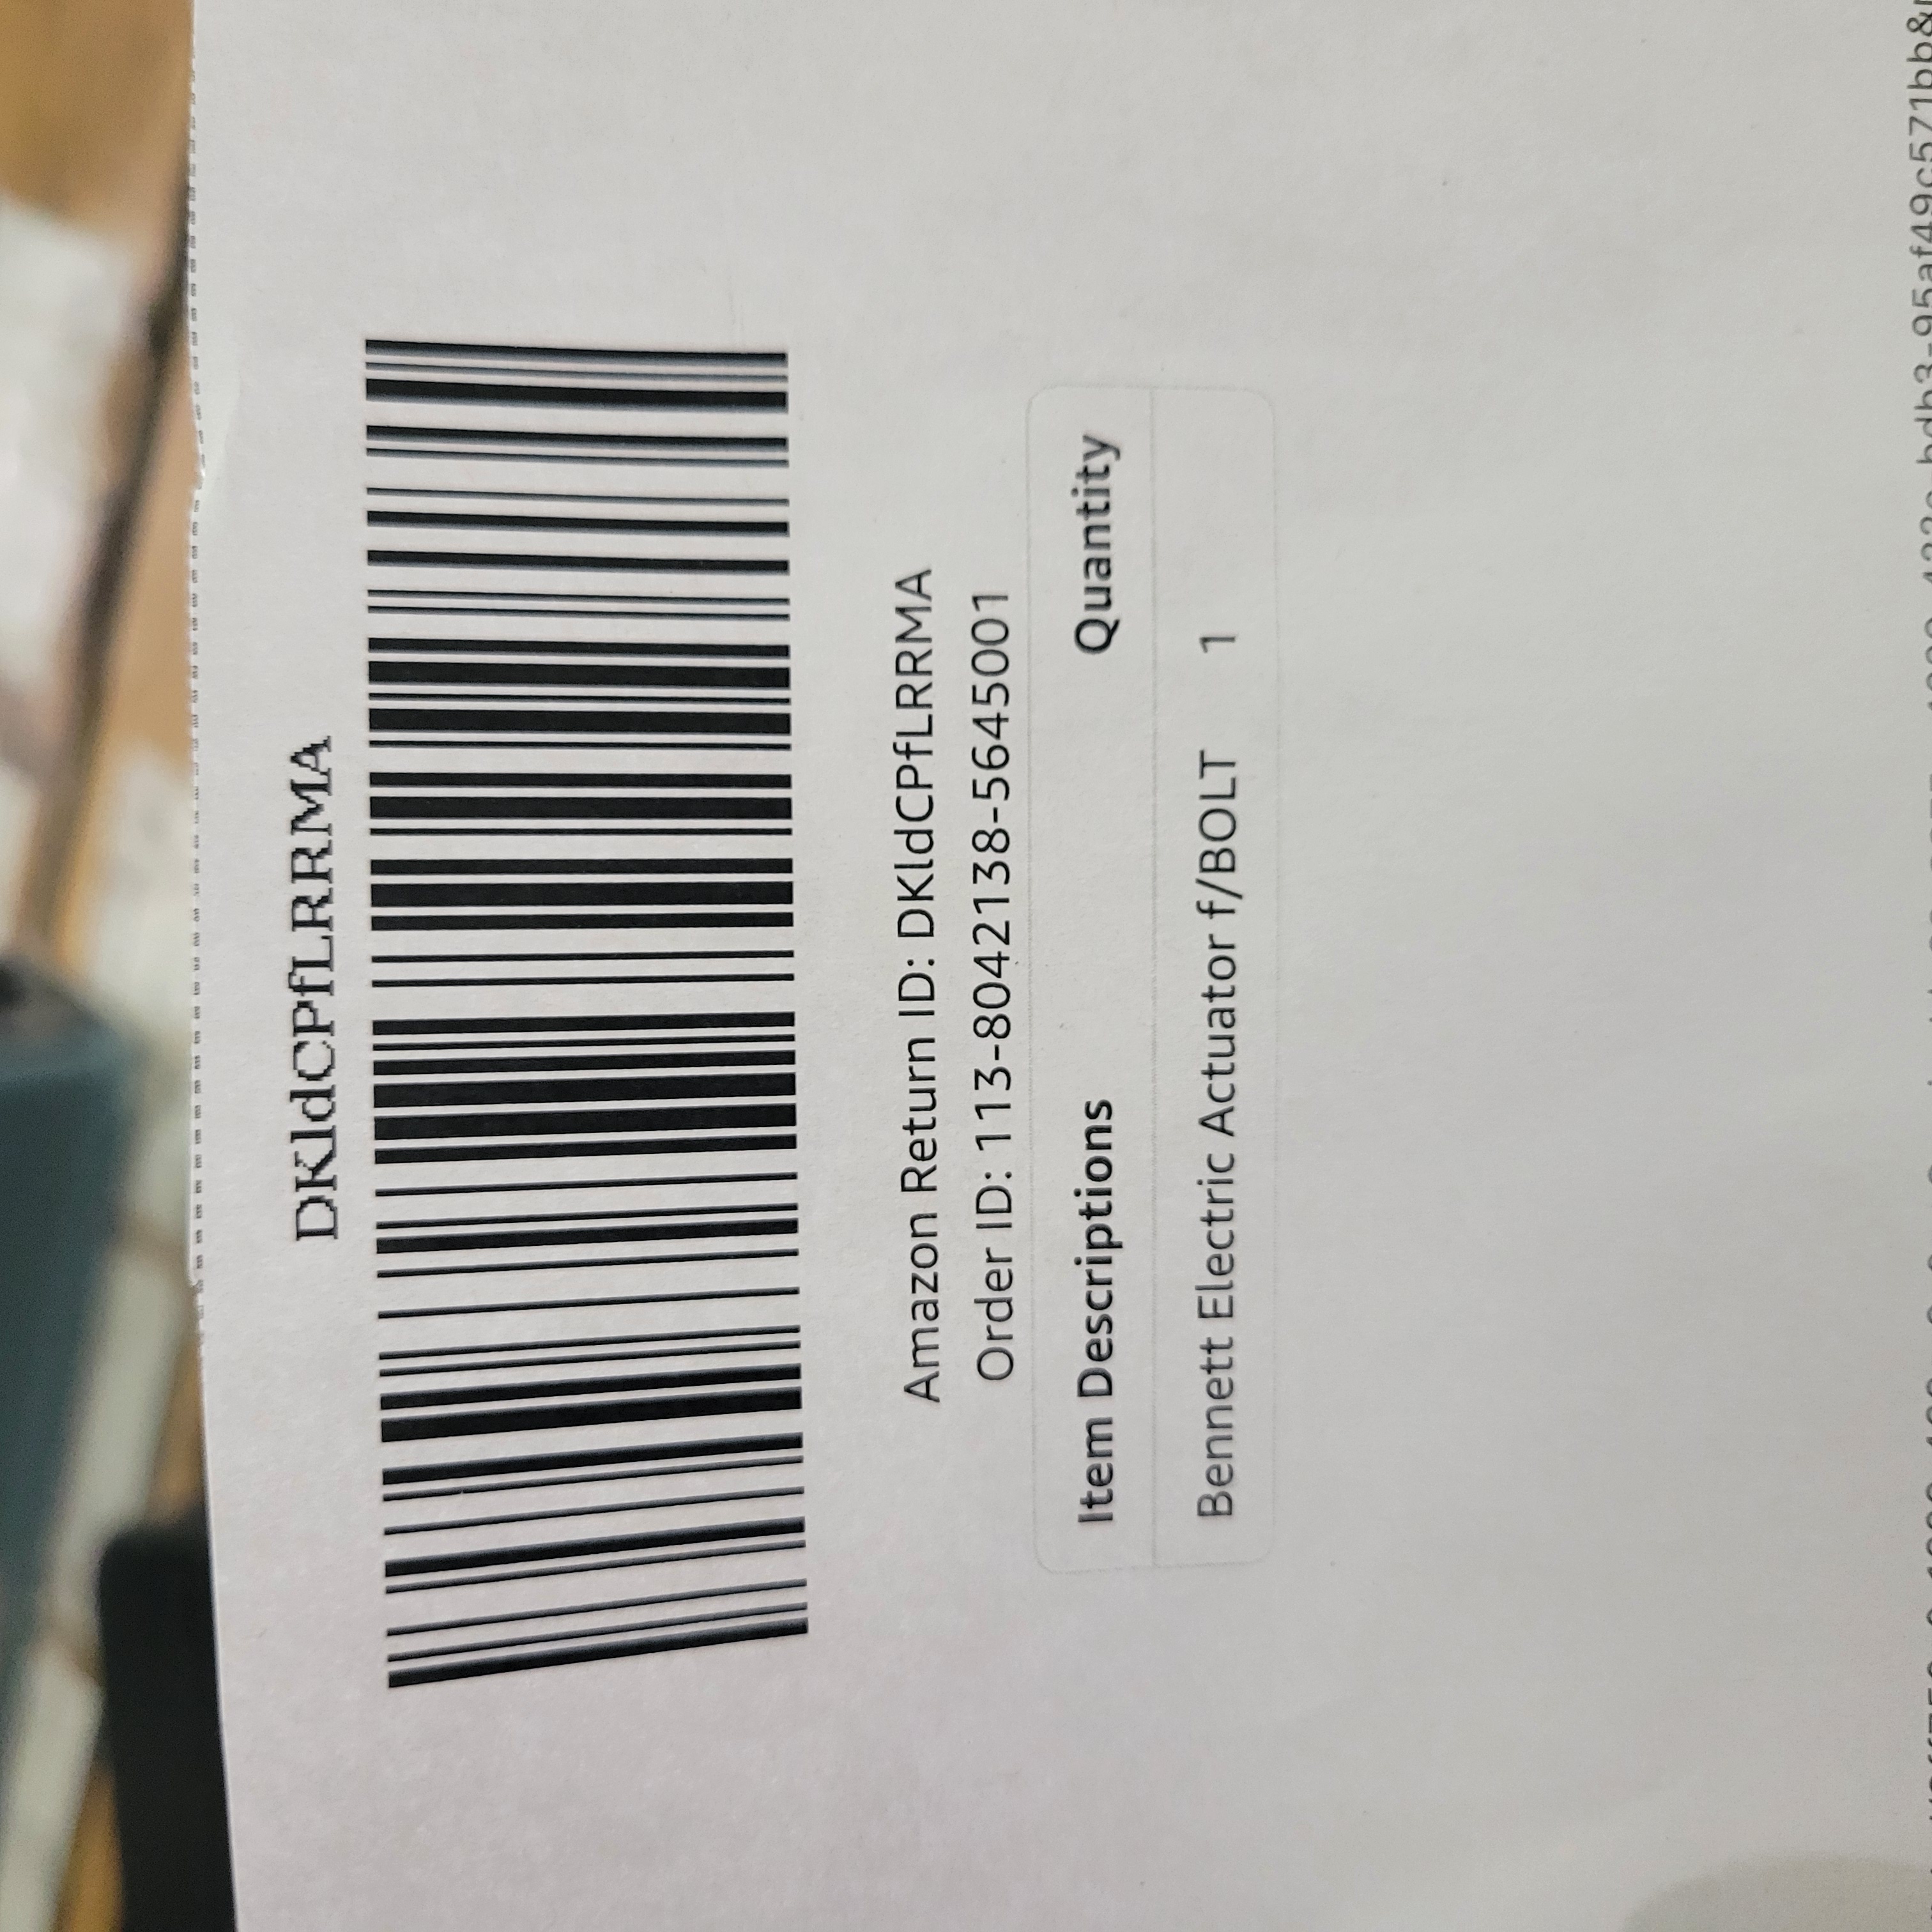 DKldCPfLRRMA
Amazon Return ID: DKldCPfLRRMA
Order ID: 113-8042138-5645001
Item Descriptions Quantity
Bennett Electric Actuator f/BOLT 1